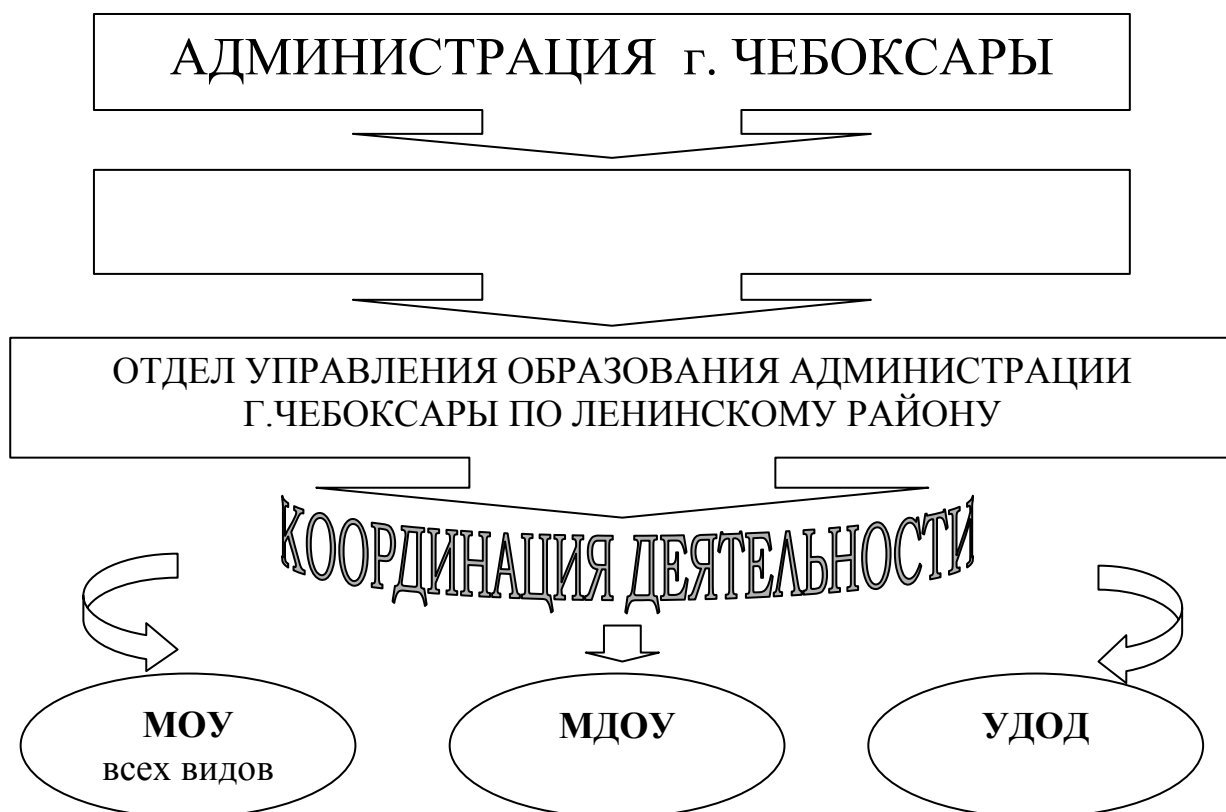 АДМИНИСТРАЦИЯ г. ЧЕБОКСАРЫ
ОТДЕЛ УПРАВЛЕНИЯ ОБРАЗОВАНИЯ АДМИНИСТРАЦИИ
Г.ЧЕБОКСАРЫ ПО ЛЕНИНСКОМУ РАЙОНУ
КООРДИНАЦИЯ ДЕЯТЕЛЬНОСТИ
МОУ
всех видов
МДОУ
УДОД